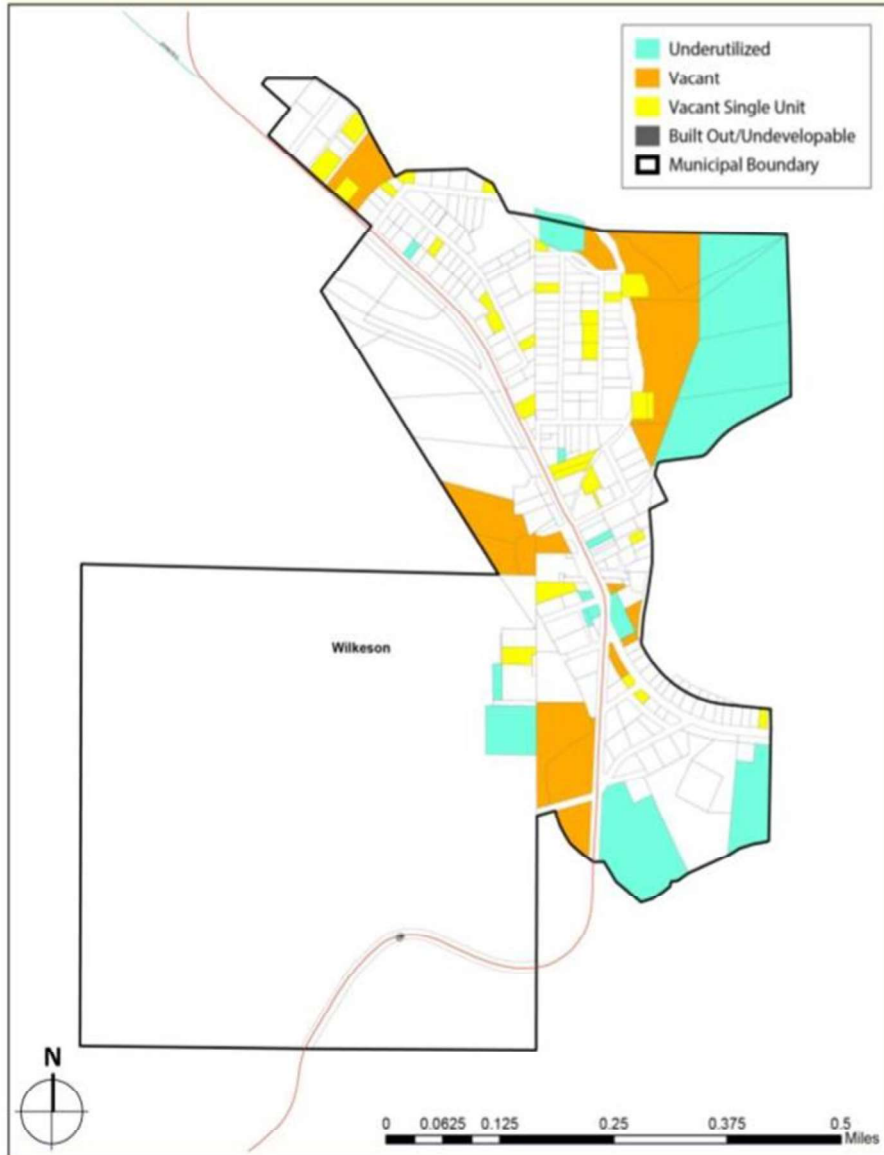 Underutilized
Vacant
Vacant Single Unit
Built Out/Undevelopable
Municipal Boundary
Wilkeson
N
0 0.0625 0.125 0.25 0.375 0.5
Miles